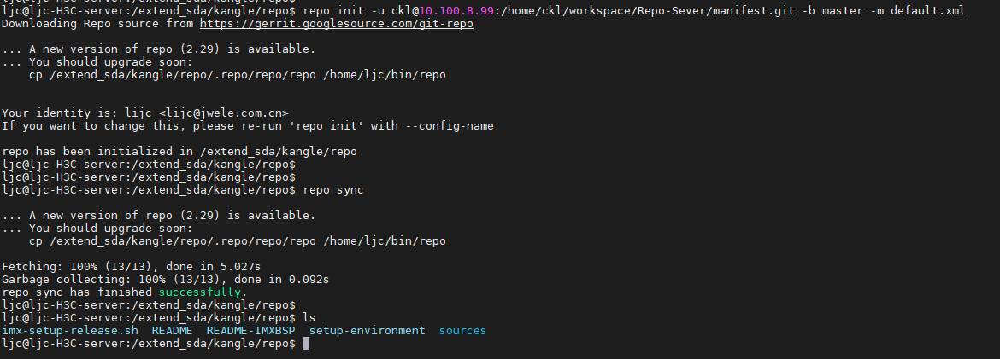 ljc@ljc-H3C-server:/extend_sda/kangle/repo$ repo init -u ckl@10.100.8.99:/home/ckl/workspace/Repo-Sever/manifest.git -b master -m default.xml
Downloading Repo source from https://gerrit.googlesource.com/git-repo
... A new version of repo (2.29) is available.
... You should upgrade soon:
    cp /extend_sda/kangle/repo/.repo/repo/repo /home/ljc/bin/repo
Your identity is: lijc <lijc@jwele.com.cn>
If you want to change this, please re-run 'repo init' with --config-name
repo has been initialized in /extend_sda/kangle/repo
ljc@ljc-H3C-server:/extend_sda/kangle/repo$
ljc@ljc-H3C-server:/extend_sda/kangle/repo$
ljc@ljc-H3C-server:/extend_sda/kangle/repo$ repo sync
... A new version of repo (2.29) is available.
... You should upgrade soon:
    cp /extend_sda/kangle/repo/.repo/repo/repo /home/ljc/bin/repo
Fetching: 100% (13/13), done in 5.027s
Garbage collecting: 100% (13/13), done in 0.092s
repo sync has finished successfully.
ljc@ljc-H3C-server:/extend_sda/kangle/repo$
ljc@ljc-H3C-server:/extend_sda/kangle/repo$ ls
imx-setup-release.sh  README  README-IMXBSP  setup-environment  sources
ljc@ljc-H3C-server:/extend_sda/kangle/repo$